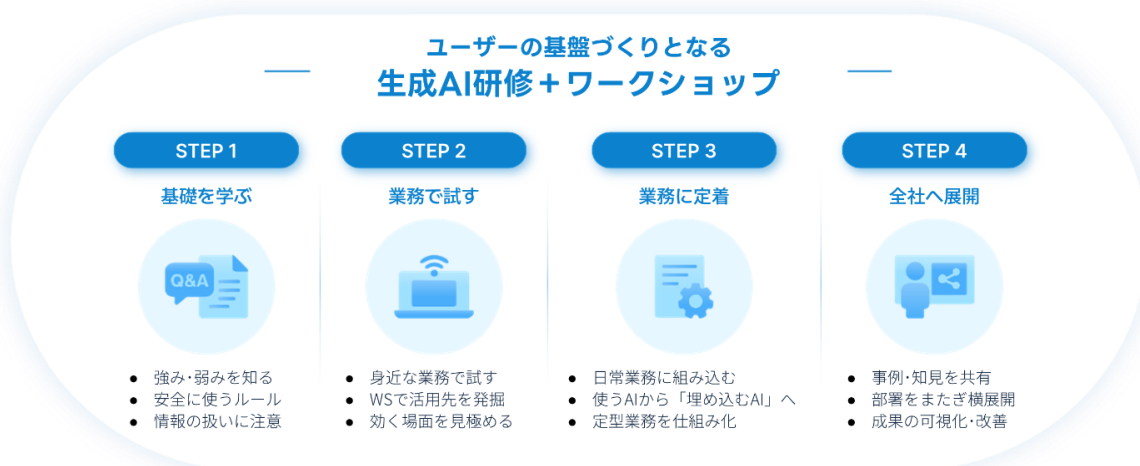 ユーザーの基盤づくりとなる
生成AI研修＋ワークショップ
STEP 1
基礎を学ぶ
Q&A
● 強み・弱みを知る
● 安全に使うルール
● 情報の扱いに注意
STEP 2
業務で試す
● 身近な業務で試す
● WSで活用先を発掘
● 効く場面を見極める
STEP 3
業務に定着
● 日常業務に組み込む
● 使うAIから「埋め込むAI」へ
● 定型業務を仕組み化
STEP 4
全社へ展開
● 事例・知見を共有
● 部署をまたぎ横展開
● 成果の可視化・改善